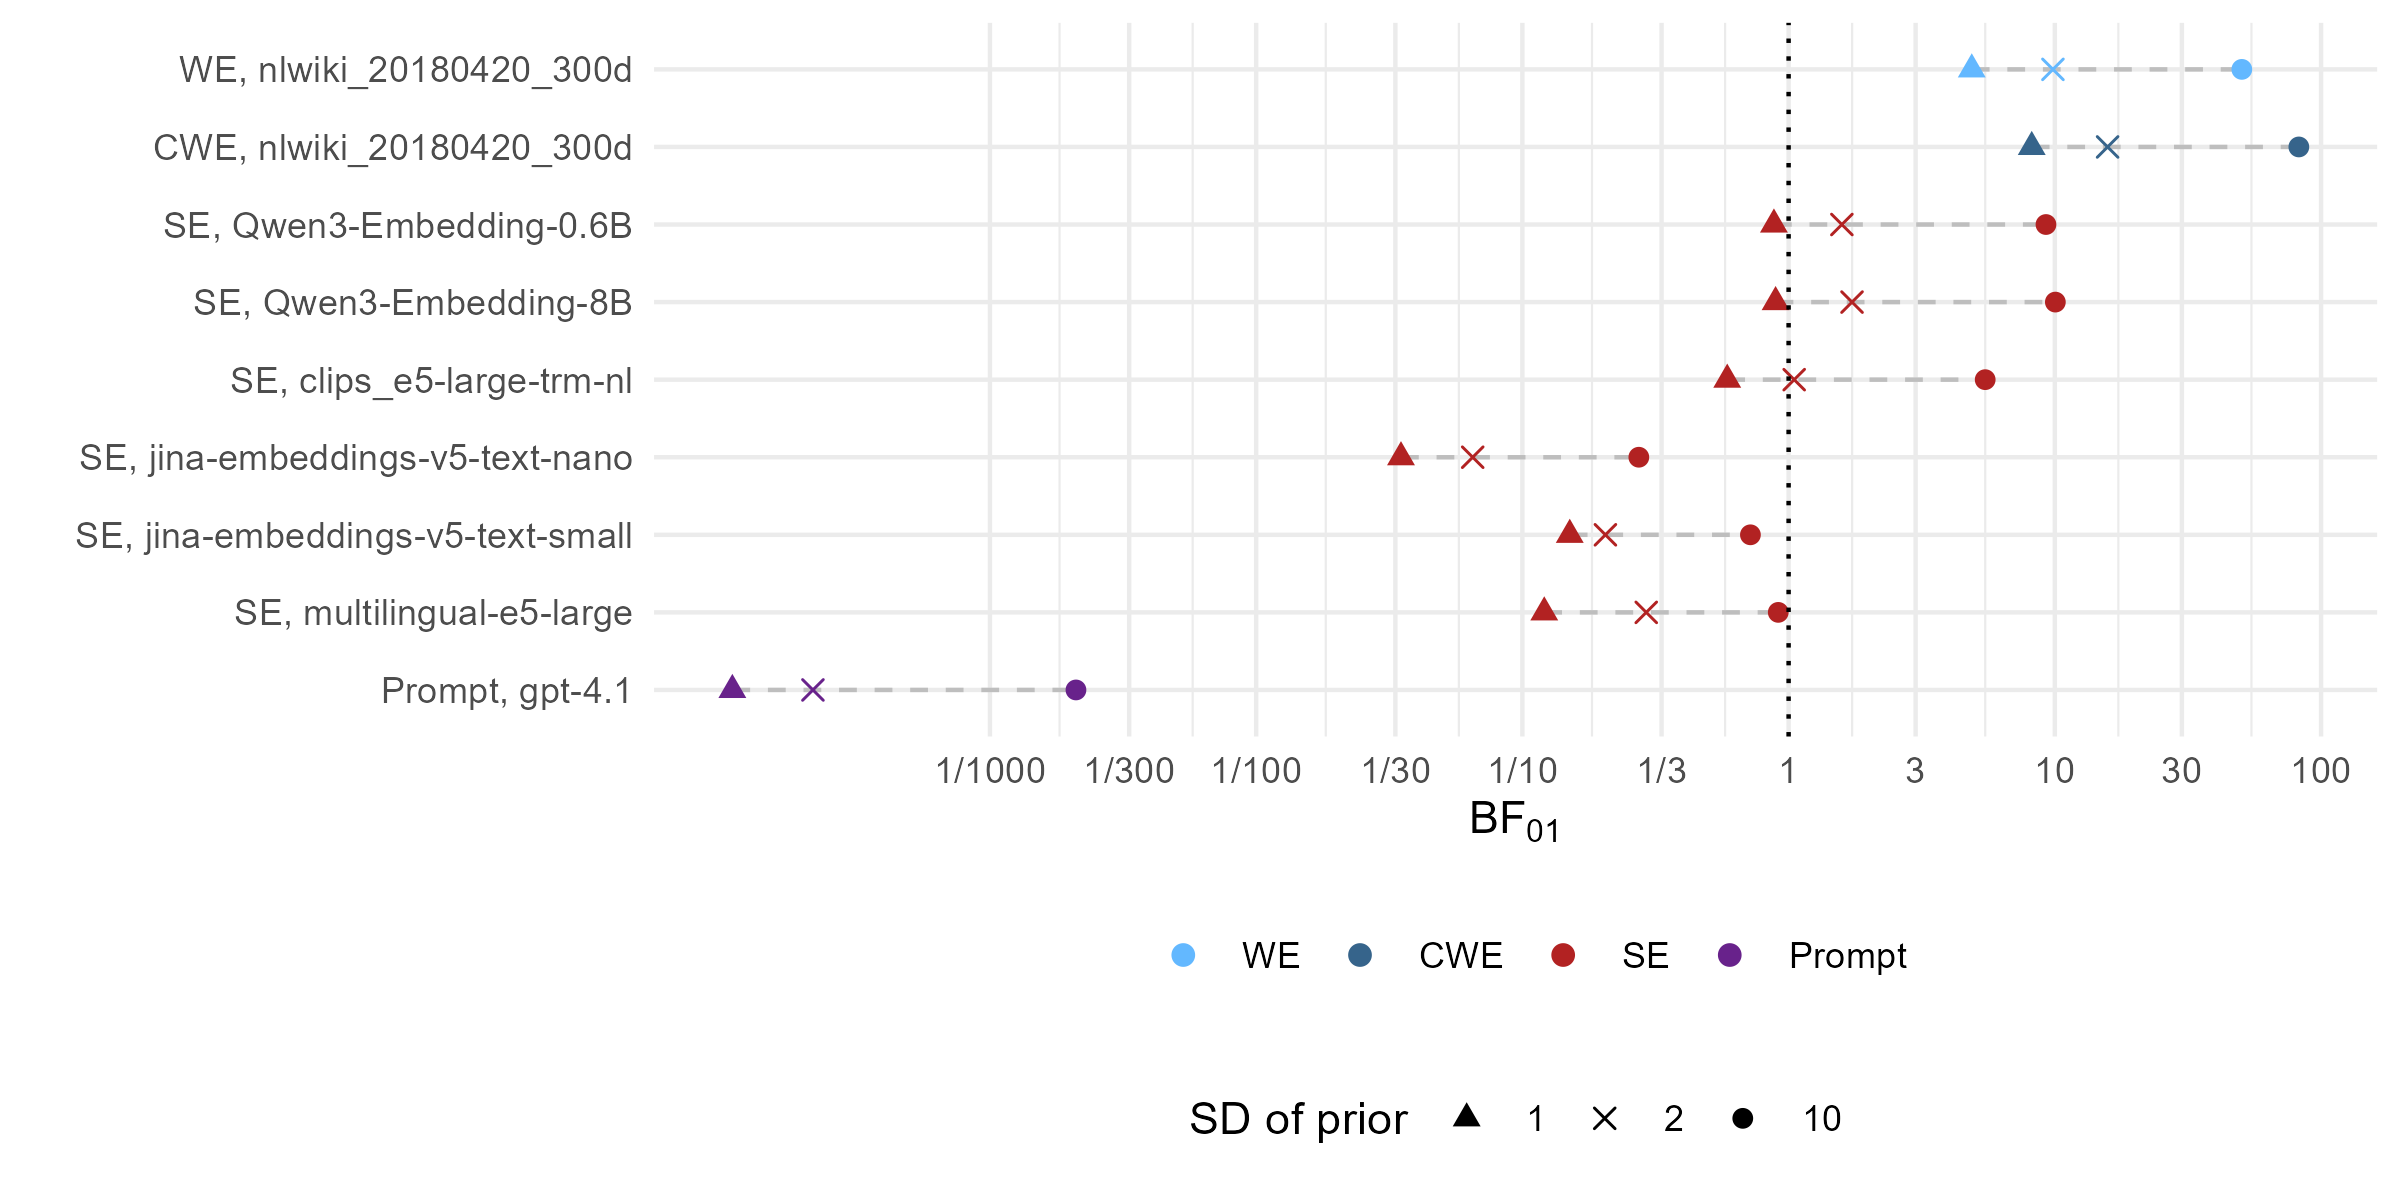 WE, nlwiki_20180420_300d
CWE, nlwiki_20180420_300d
SE, Qwen3-Embedding-0.6B
SE, Qwen3-Embedding-8B
SE, clips_e5-large-trm-nl
SE, jina-embeddings-v5-text-nano
SE, jina-embeddings-v5-text-small
SE, multilingual-e5-large
Prompt, gpt-4.1
1/1000 1/300 1/100 1/30 1/10 1/3 1 3 10 30 100
BF01
WE CWE SE Prompt
SD of prior 1 2 10